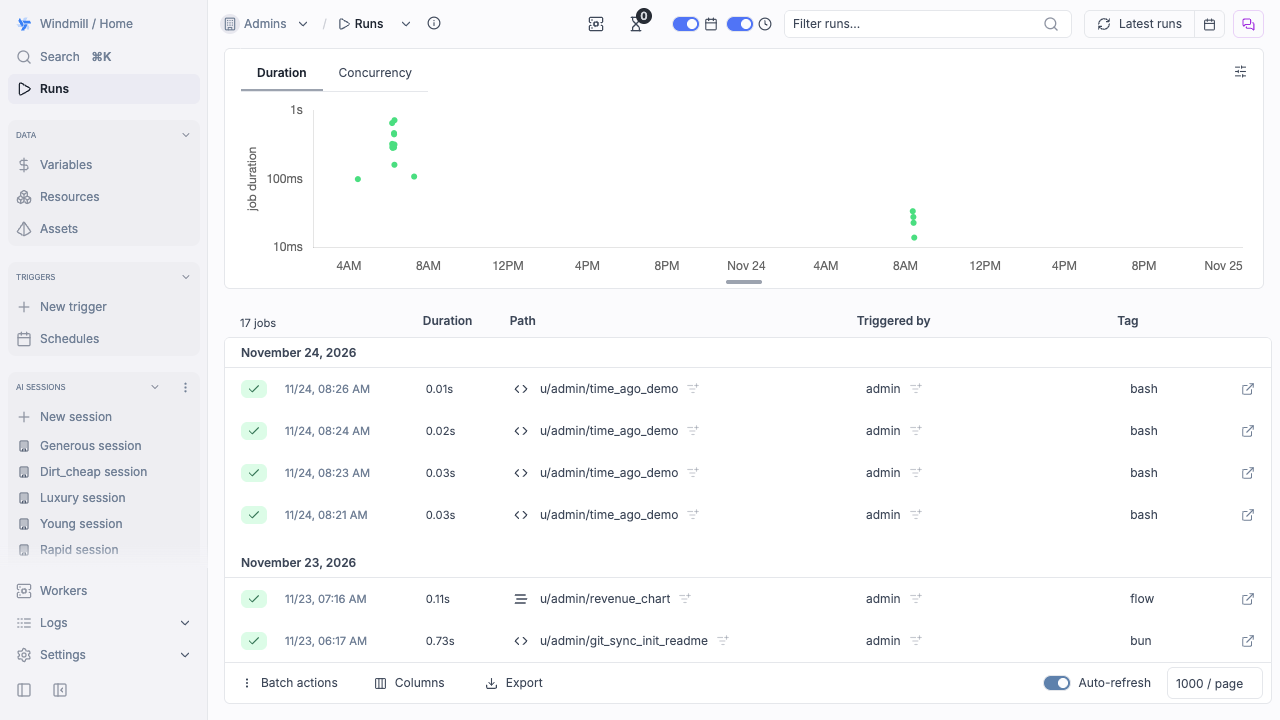 Windmill / Home
Search ⌘K
Runs
DATA
Variables
Resources
Assets
TRIGGERS
New trigger
Schedules
AI SESSIONS
New session
Generous session
Dirt_cheap session
Luxury session
Young session
Rapid session
Workers
Logs
Settings
Admins / Runs
0
Filter runs...
Latest runs
Duration Concurrency
job duration
1s
100ms
10ms
4AM 8AM 12PM 4PM 8PM Nov 24 4AM 8AM 12PM 4PM 8PM Nov 25
17 jobs Duration Path Triggered by Tag
November 24, 2026
11/24, 08:26 AM 0.01s u/admin/time_ago_demo admin bash
11/24, 08:24 AM 0.02s u/admin/time_ago_demo admin bash
11/24, 08:23 AM 0.03s u/admin/time_ago_demo admin bash
11/24, 08:21 AM 0.03s u/admin/time_ago_demo admin bash
November 23, 2026
11/23, 07:16 AM 0.11s u/admin/revenue_chart admin flow
11/23, 06:17 AM 0.73s u/admin/git_sync_init_readme admin bun
Batch actions Columns Export Auto-refresh 1000 / page